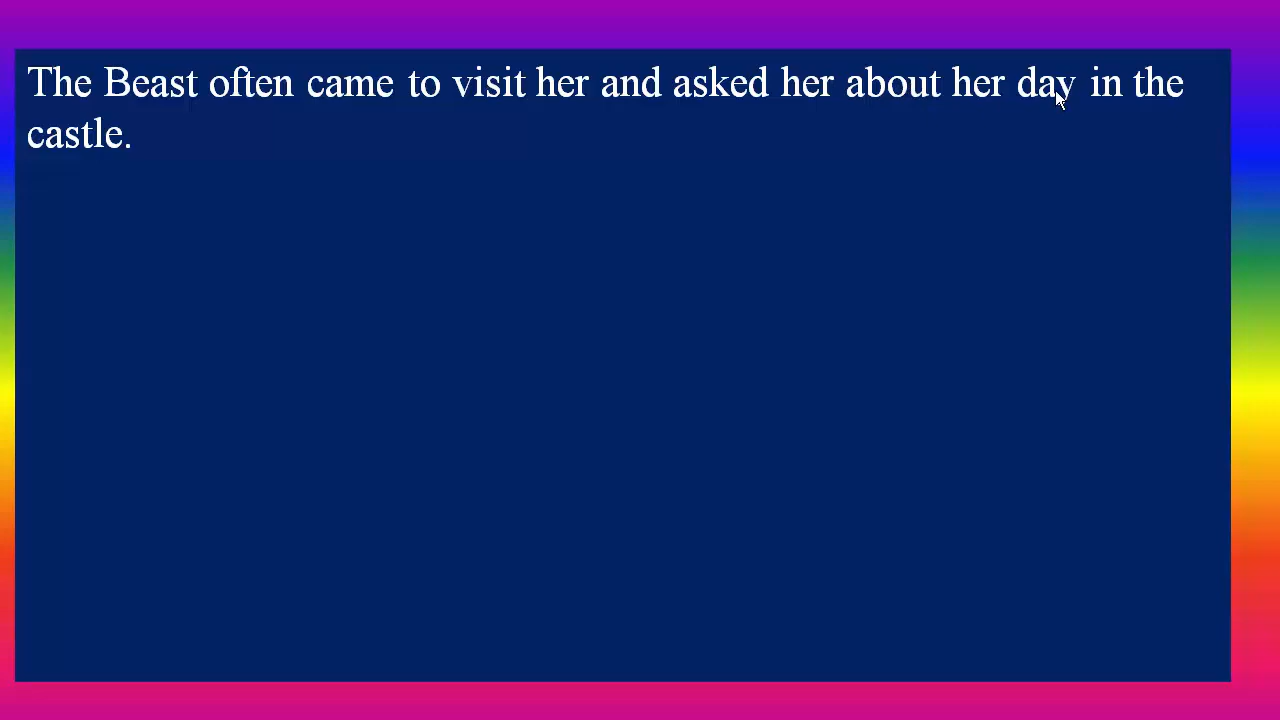 The Beast often came to visit her and asked her about her day in the
castle.